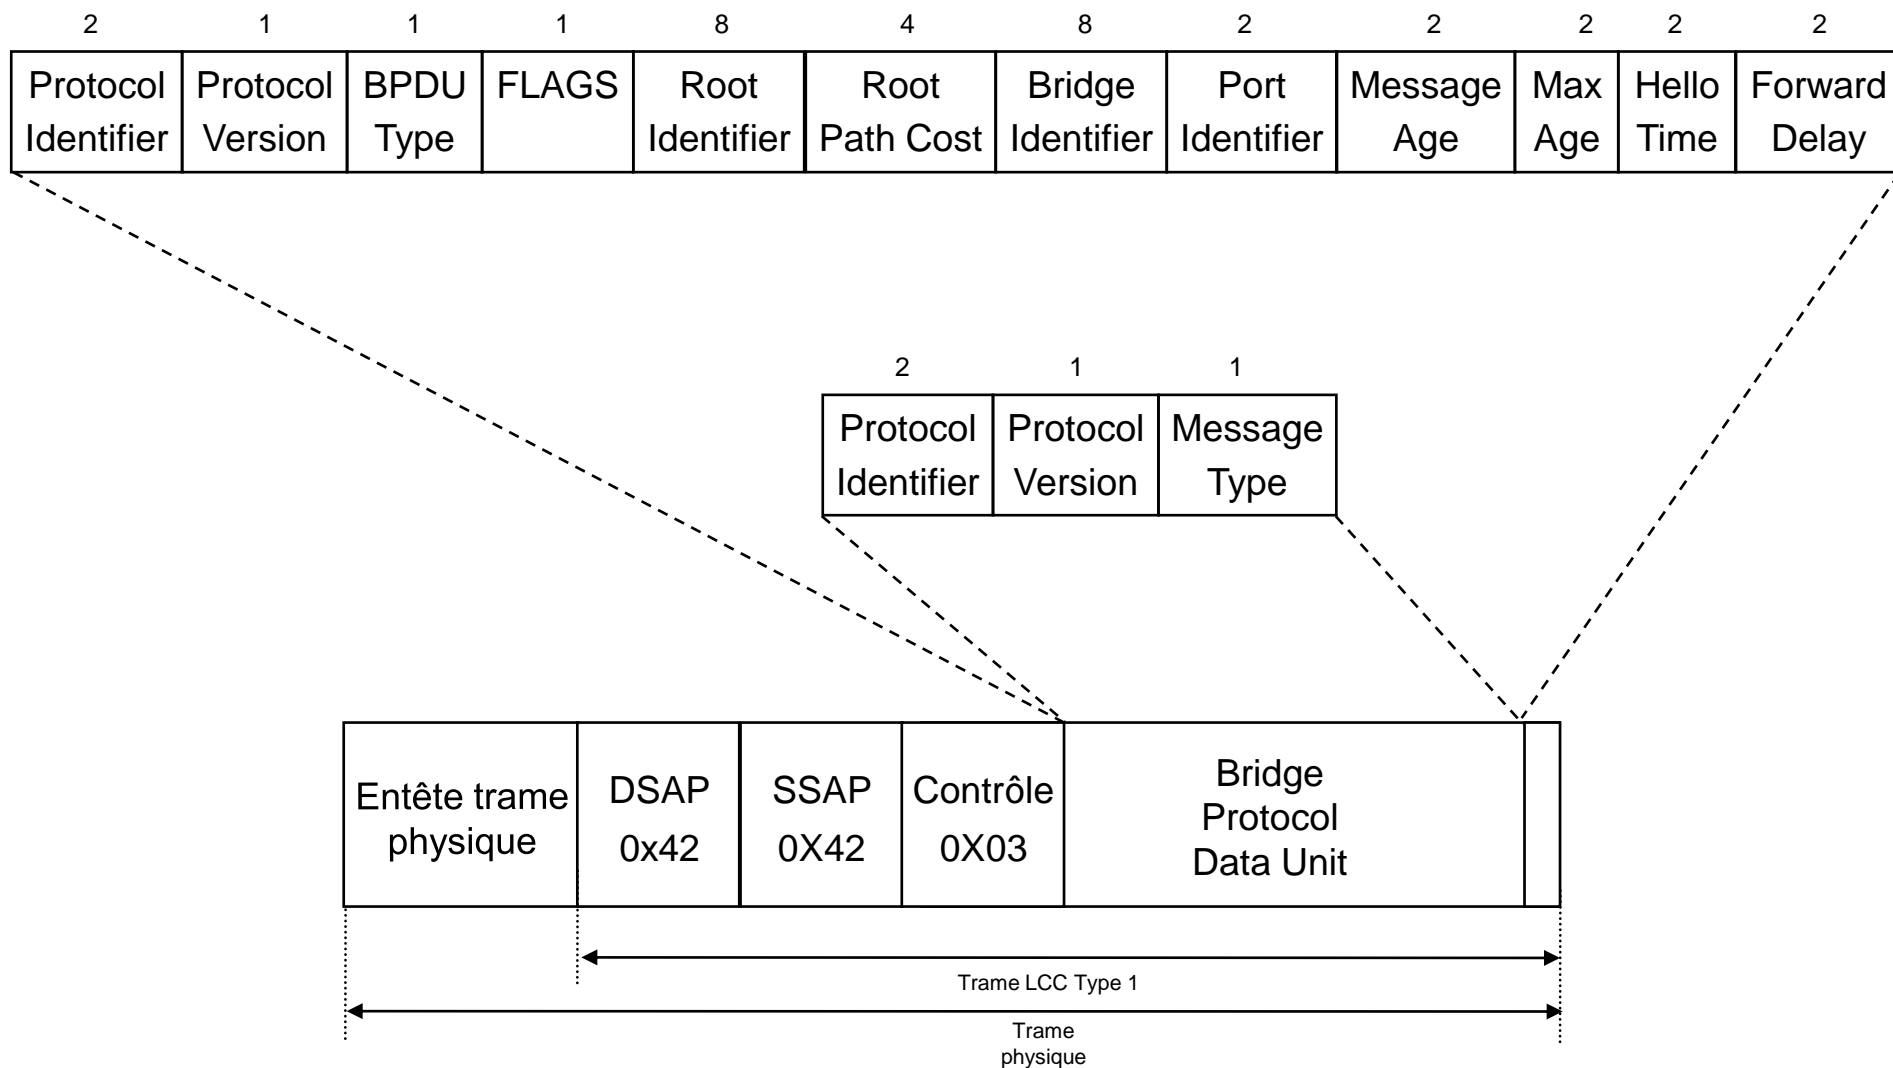 2 1 1 1 8 4 8 2 2 2 2 2
Protocol Protocol BPDU FLAGS Root Root Bridge Port Message Max Hello Forward
Identifier Version Type Identifier Path Cost Identifier Identifier Age Age Time Delay
2 1 1
Protocol Protocol Message
Identifier Version Type
Entête trame
physique
DSAP
0x42
SSAP
0X42
Contrôle
0X03
Bridge
Protocol
Data Unit
Trame LCC Type 1
Trame
physique